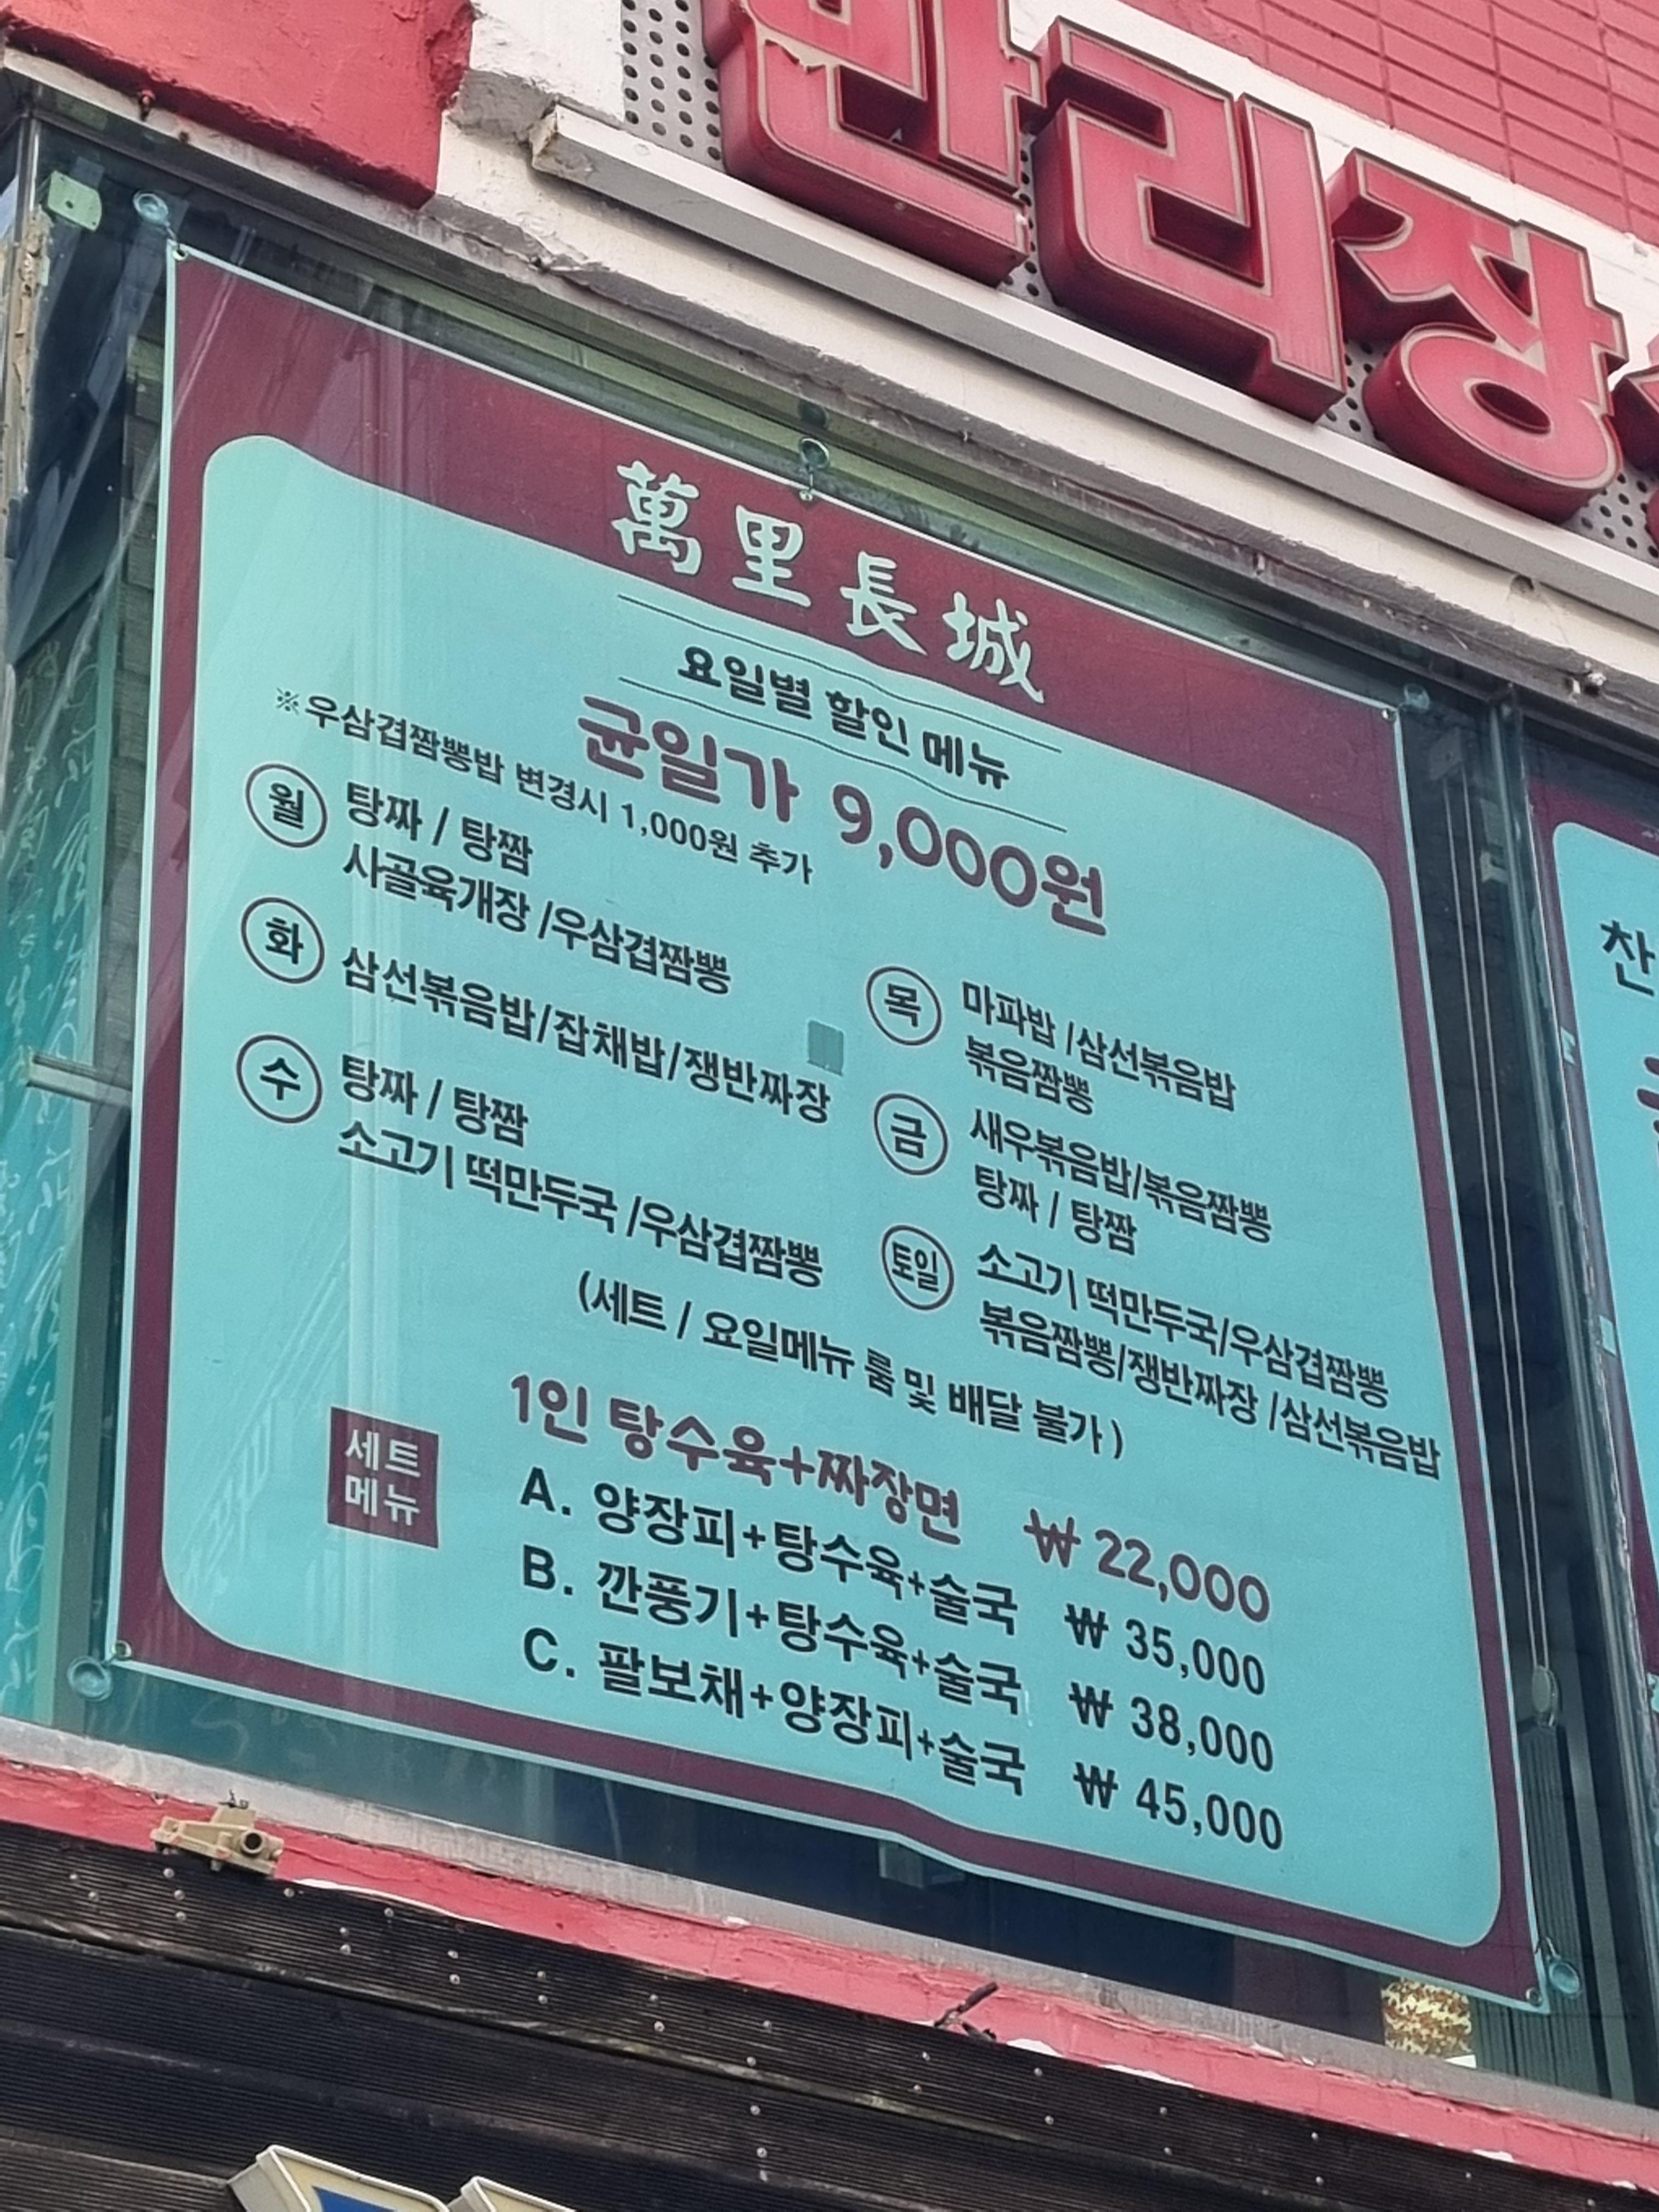 만리장
萬里長城
요일별 할인 메뉴
균일가 9,000원
※우삼겹짬뽕밥 변경시 1,000원 추가
월 탕짜 / 탕짬
사골육개장 /우삼겹짬뽕
화 삼선볶음밥/잡채밥/쟁반짜장
수 탕짜 / 탕짬
소고기 떡만두국 /우삼겹짬뽕
목 마파밥 /삼선볶음밥
볶음짬뽕
금 새우볶음밥/볶음짬뽕
탕짜 / 탕짬
토일 소고기 떡만두국/우삼겹짬뽕
볶음짬뽕/쟁반짜장 /삼선볶음밥
(세트 / 요일메뉴 룸 및 배달 불가 )
세트
메뉴
1인 탕수육+짜장면 ₩ 22,000
A. 양장피+탕수육+술국 ₩ 35,000
B. 깐풍기+탕수육+술국 ₩ 38,000
C. 팔보채+양장피+술국 ₩ 45,000
찬